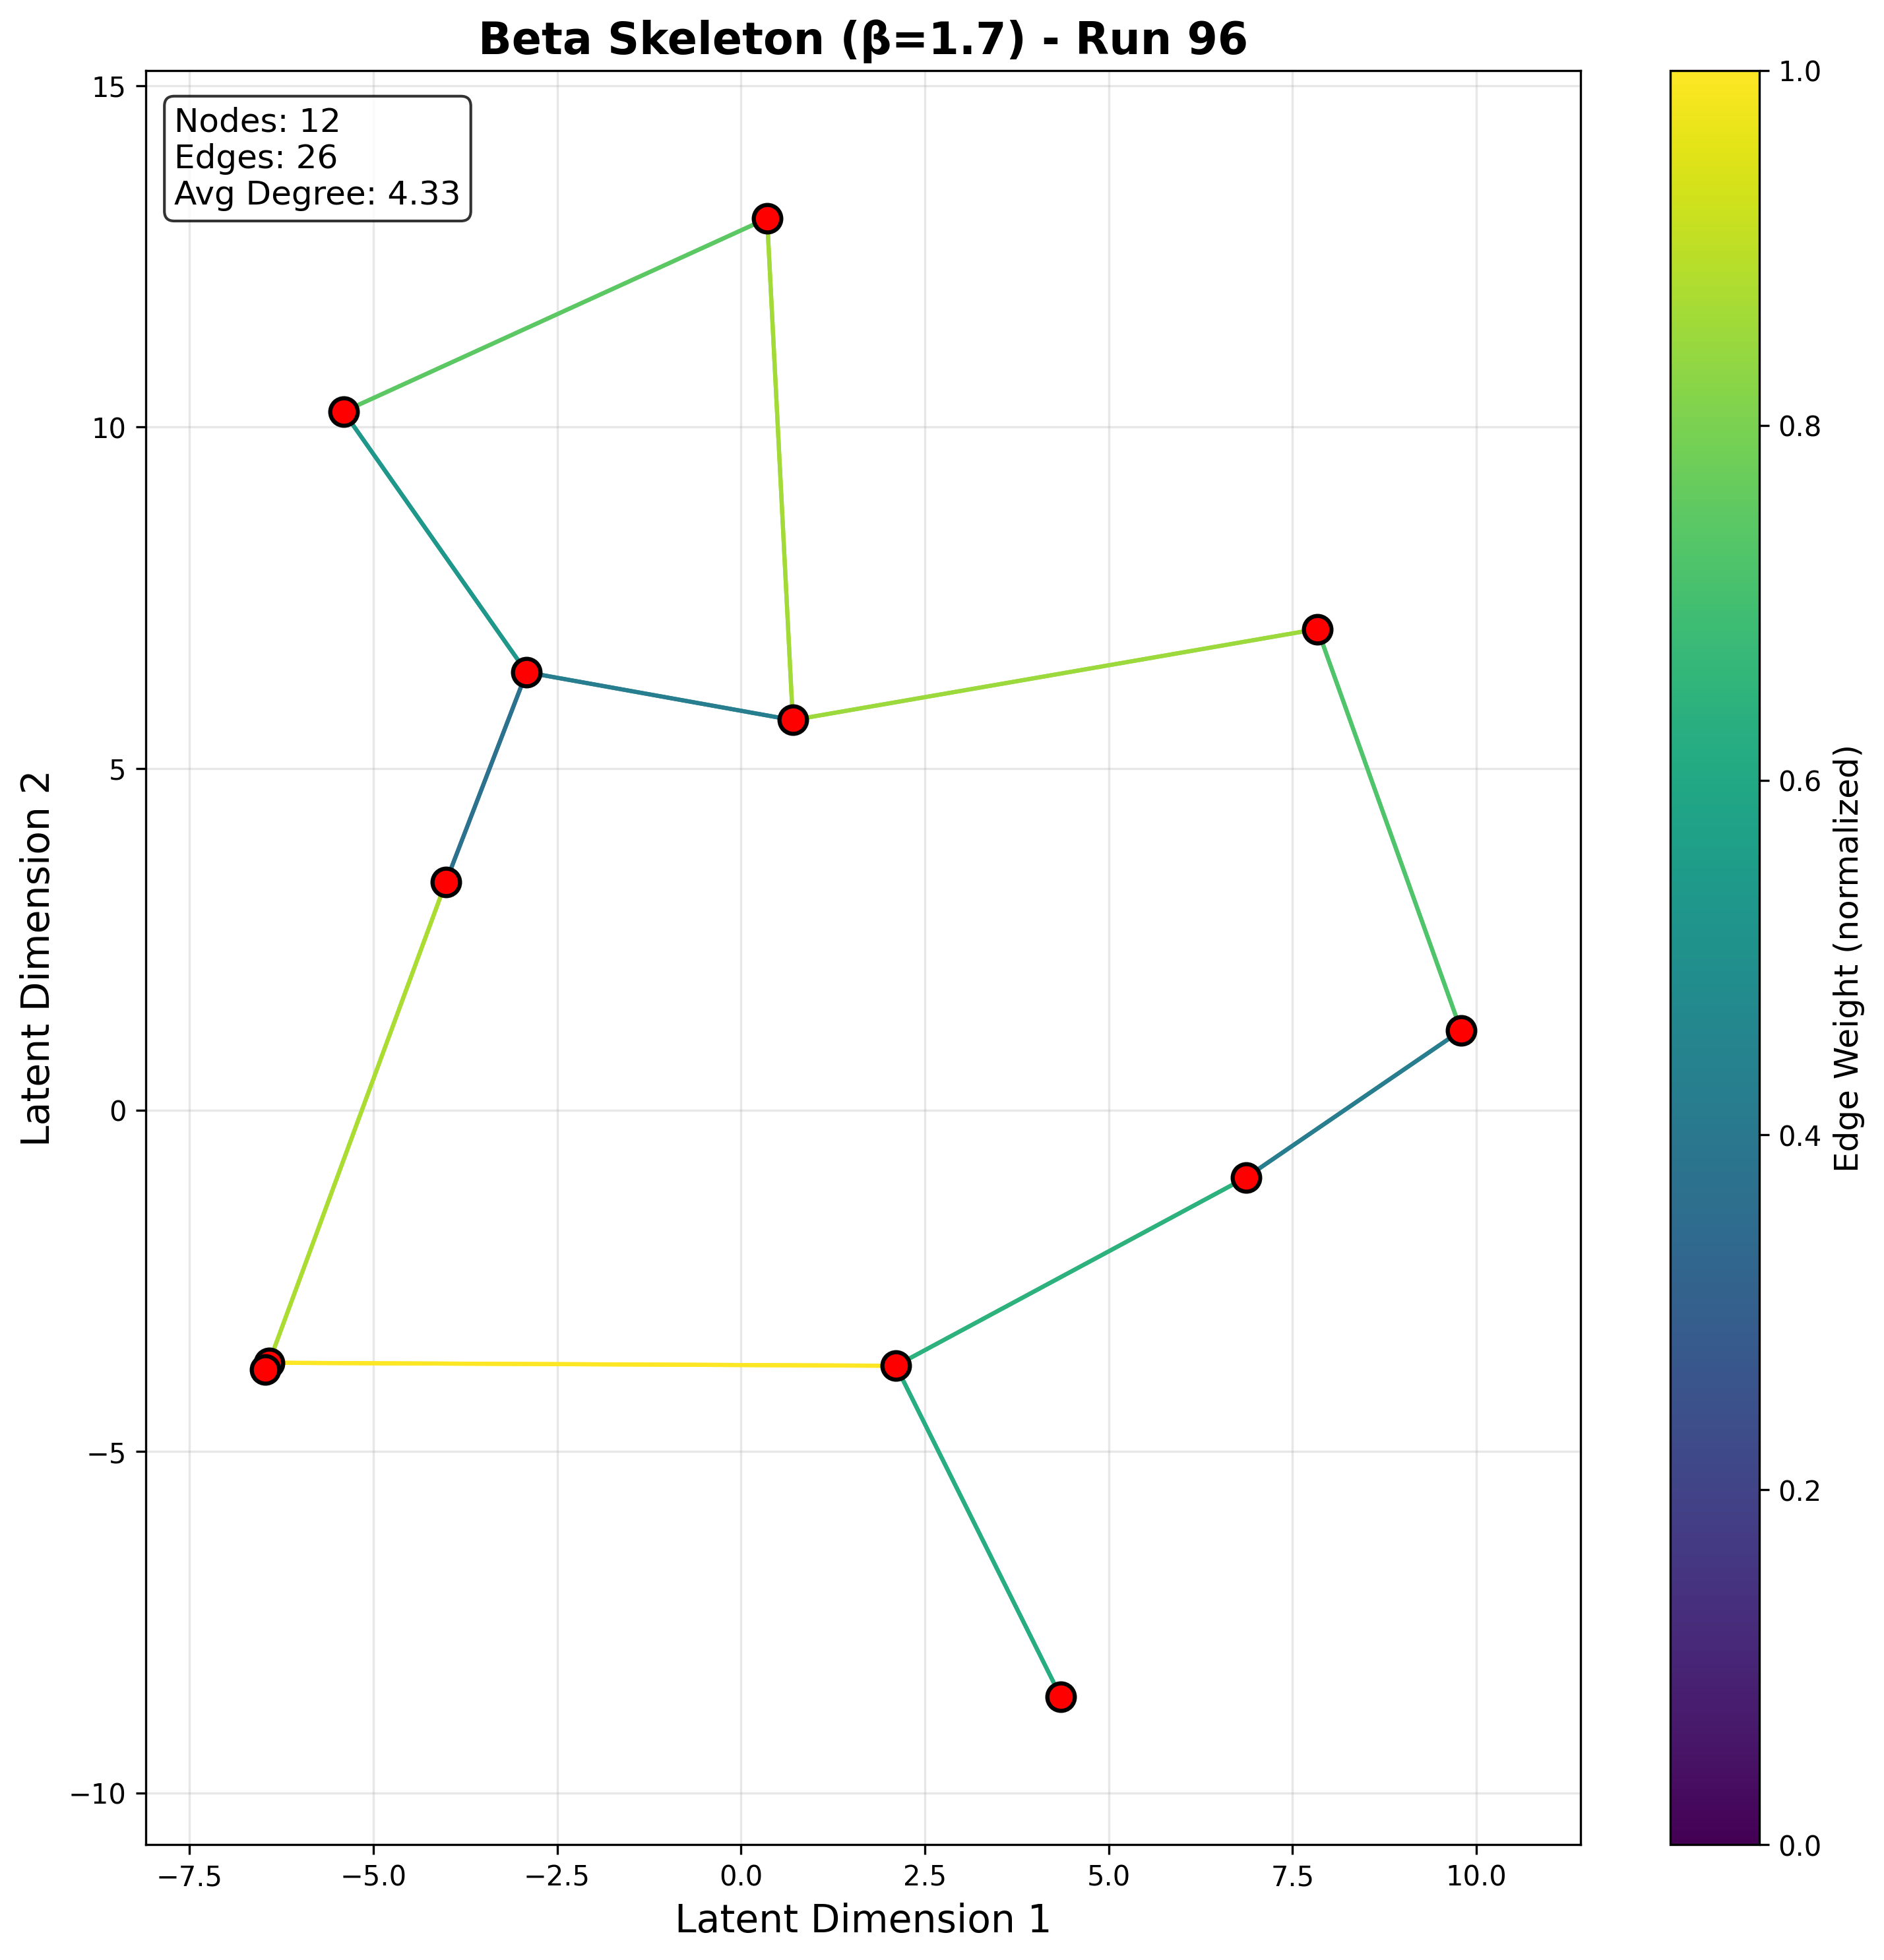 Beta Skeleton (β=1.7) - Run 96
Nodes: 12
Edges: 26
Avg Degree: 4.33
15
10
5
0
−5
−10
Latent Dimension 2
−7.5
−5.0
−2.5
0.0
2.5
5.0
7.5
10.0
Latent Dimension 1
1.0
0.8
0.6
0.4
0.2
0.0
Edge Weight (normalized)